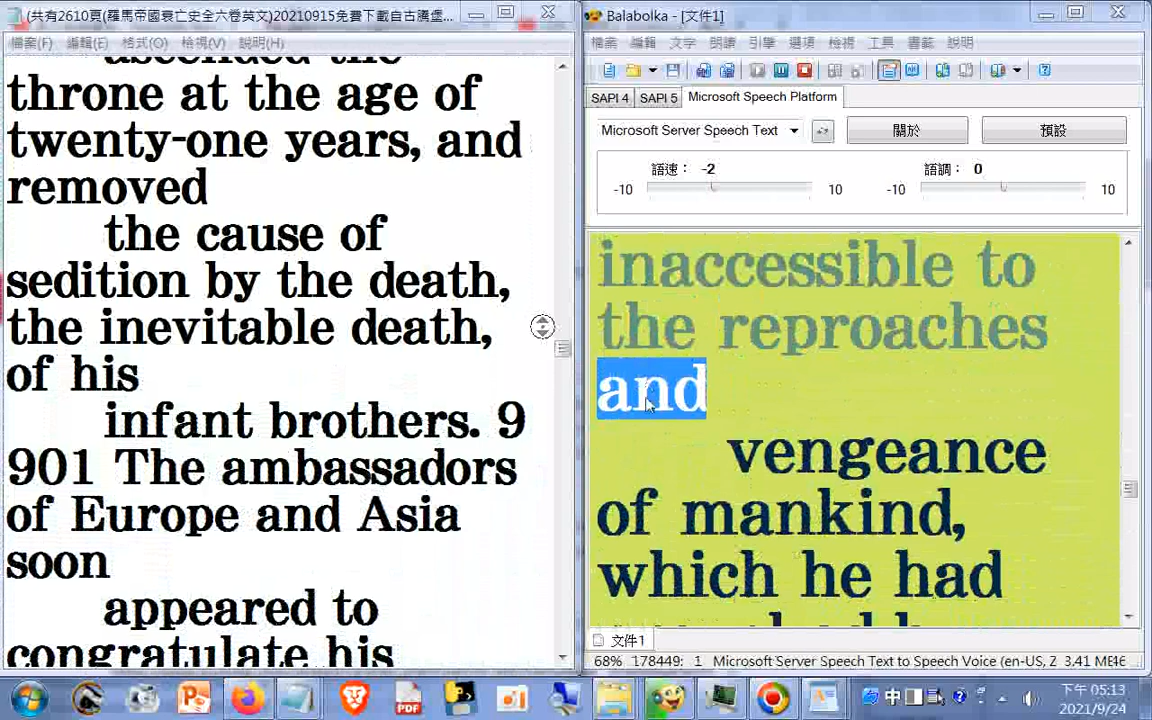 (共有2610頁(羅馬帝國衰亡史全六卷英文)20210915免費下載自古騰堡...
檔案(F) 編輯(E) 格式(O) 檢視(V) 說明(H)
ascended the
throne at the age of
twenty-one years, and
removed
the cause of
sedition by the death,
the inevitable death,
of his
infant brothers. 9
901 The ambassadors
of Europe and Asia
soon
appeared to
congratulate his
Balabolka - [文件1]
檔案 編輯 文字 朗讀 引擎 選項 檢視 工具 書籤 說明
SAPI 4 SAPI 5 Microsoft Speech Platform
Microsoft Server Speech Text 關於 預設
語速: -2 語調: 0
-10 10 -10 10
inaccessible to
the reproaches
and
vengeance
of mankind,
which he had
文件1
68% 178449: 1 Microsoft Server Speech Text to Speech Voice (en-US, Z 3.41 ME46
中
下午 05:13
2021/9/24